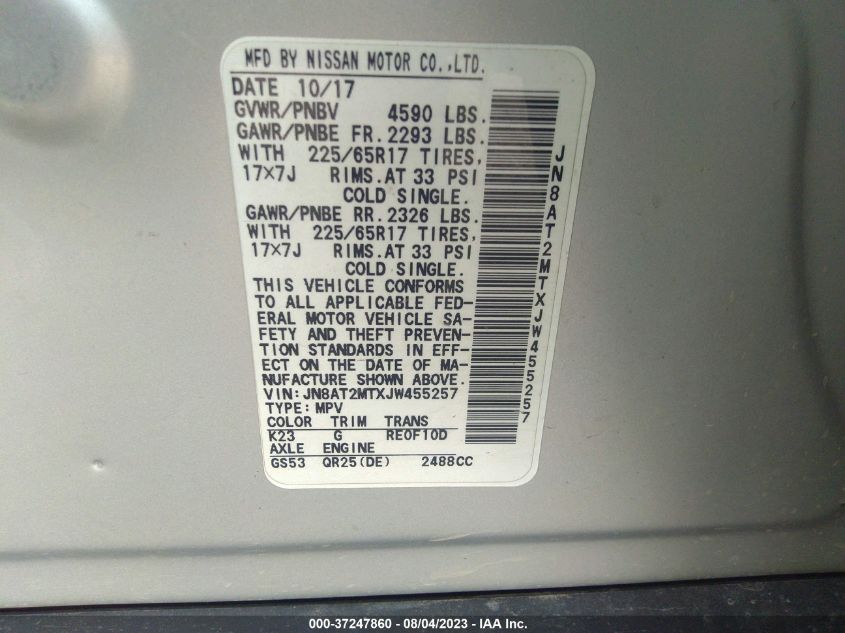 MFD BY NISSAN MOTOR CO.,LTD.
DATE 10/17
GVWR/PNBV 4590 LBS.
GAWR/PNBE FR.2293 LBS.
WITH 225/65R17 TIRES,
17×7J RIMS.AT 33 PSI
COLD SINGLE.
GAWR/PNBE RR.2326 LBS.
WITH 225/65R17 TIRES,
17×7J RIMS.AT 33 PSI
COLD SINGLE.
THIS VEHICLE CONFORMS
TO ALL APPLICABLE FED-
ERAL MOTOR VEHICLE SA-
FETY AND THEFT PREVEN-
TION STANDARDS IN EFF-
ECT ON THE DATE OF MA-
NUFACTURE SHOWN ABOVE.
VIN:JN8AT2MTXJW455257
TYPE:MPV
COLOR TRIM TRANS
K23 G RE0F10D
AXLE ENGINE
GS53 QR25(DE) 2488CC
JN8AT2MTXJW455257
000-37247860 - 08/04/2023 - IAA Inc.